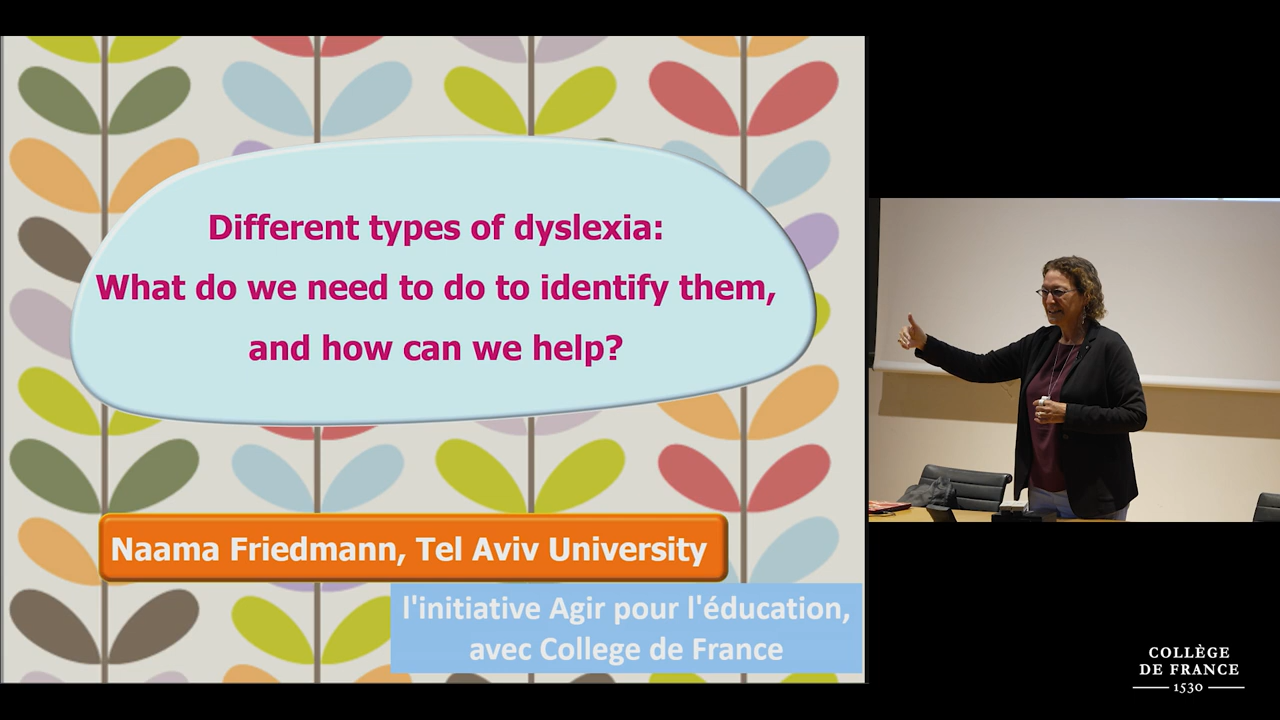 Different types of dyslexia:
What do we need to do to identify them,
and how can we help?
Naama Friedmann, Tel Aviv University
l'initiative Agir pour l'éducation,
avec College de France
COLLÈGE
DE FRANCE
1530